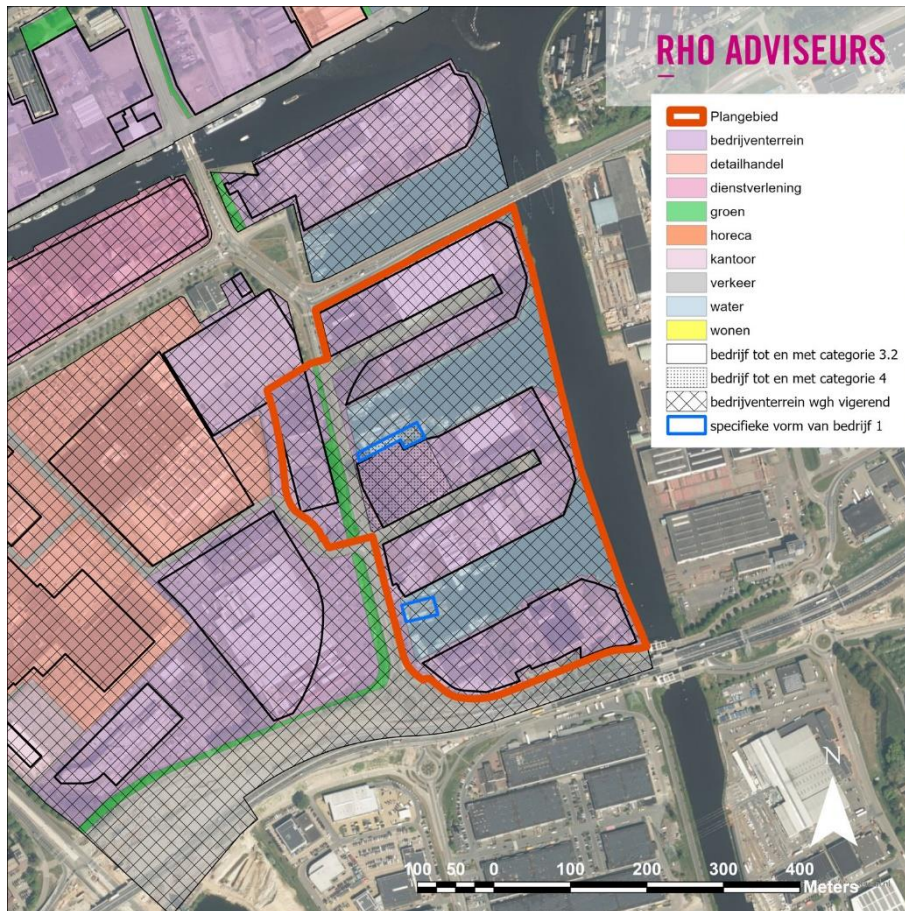 RHO ADVISEURS
Plangebied
bedrijventerrein
detailhandel
dienstverlening
groen
horeca
kantoor
verkeer
water
wonen
bedrijf tot en met categorie 3.2
bedrijf tot en met categorie 4
bedrijventerrein wgh vigerend
specifieke vorm van bedrijf 1
N
100 50 0 100 200 300 400
Meters